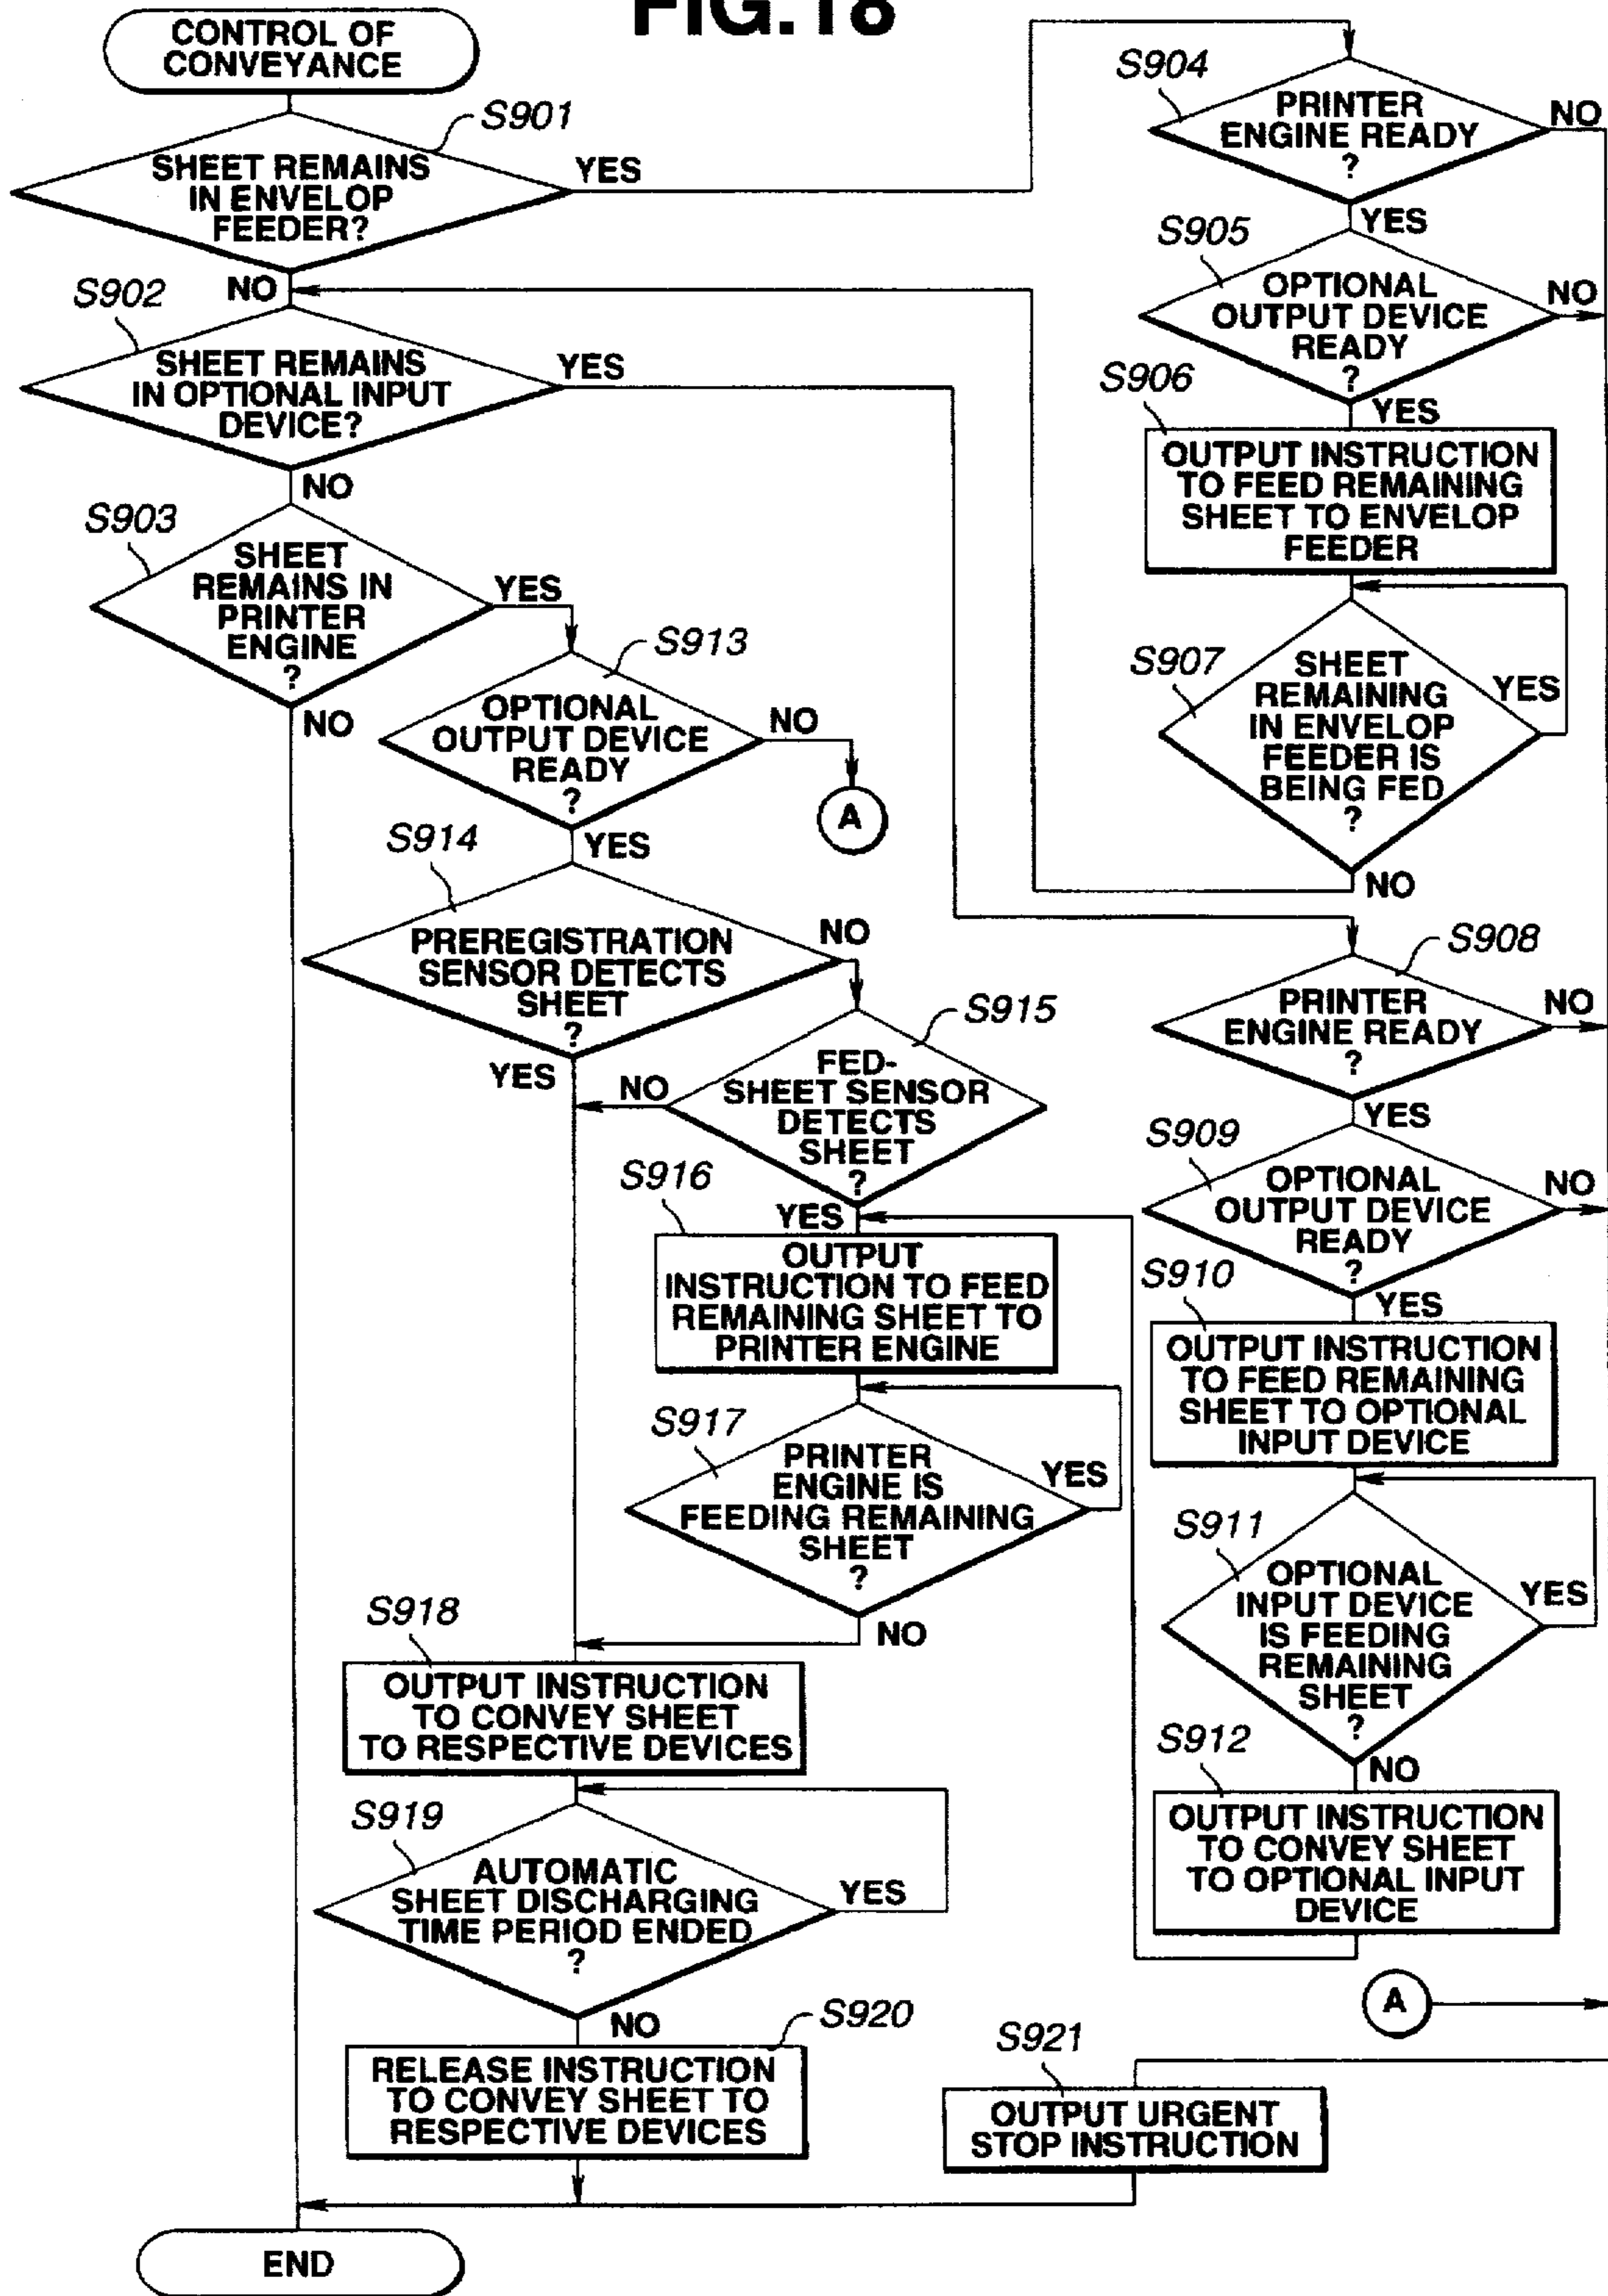 FIG.18
CONTROL OF
CONVEYANCE
S901
SHEET REMAINS
IN ENVELOP
FEEDER?
YES
NO
S902
SHEET REMAINS
IN OPTIONAL INPUT
DEVICE?
YES
NO
S903
SHEET
REMAINS IN
PRINTER
ENGINE
?
YES
NO
S913
OPTIONAL
OUTPUT DEVICE
READY
?
NO
A
YES
S914
PREREGISTRATION
SENSOR DETECTS
SHEET
?
NO
YES
S915
FED-
SHEET SENSOR
DETECTS
SHEET
?
NO
YES
S916
OUTPUT
INSTRUCTION TO FEED
REMAINING SHEET TO
PRINTER ENGINE
S917
PRINTER
ENGINE IS
FEEDING REMAINING
SHEET
?
YES
NO
S918
OUTPUT INSTRUCTION
TO CONVEY SHEET
TO RESPECTIVE DEVICES
S919
AUTOMATIC
SHEET DISCHARGING
TIME PERIOD ENDED
?
YES
NO
S920
RELEASE INSTRUCTION
TO CONVEY SHEET TO
RESPECTIVE DEVICES
END
S904
PRINTER
ENGINE READY
?
NO
YES
S905
OPTIONAL
OUTPUT DEVICE
READY
?
NO
YES
S906
OUTPUT INSTRUCTION
TO FEED REMAINING
SHEET TO ENVELOP
FEEDER
S907
SHEET
REMAINING
IN ENVELOP
FEEDER IS
BEING FED
?
YES
NO
S908
PRINTER
ENGINE READY
?
NO
YES
S909
OPTIONAL
OUTPUT DEVICE
READY
?
NO
YES
S910
OUTPUT INSTRUCTION
TO FEED REMAINING
SHEET TO OPTIONAL
INPUT DEVICE
S911
OPTIONAL
INPUT DEVICE
IS FEEDING
REMAINING
SHEET
?
YES
NO
S912
OUTPUT INSTRUCTION
TO CONVEY SHEET
TO OPTIONAL INPUT
DEVICE
A
S921
OUTPUT URGENT
STOP INSTRUCTION